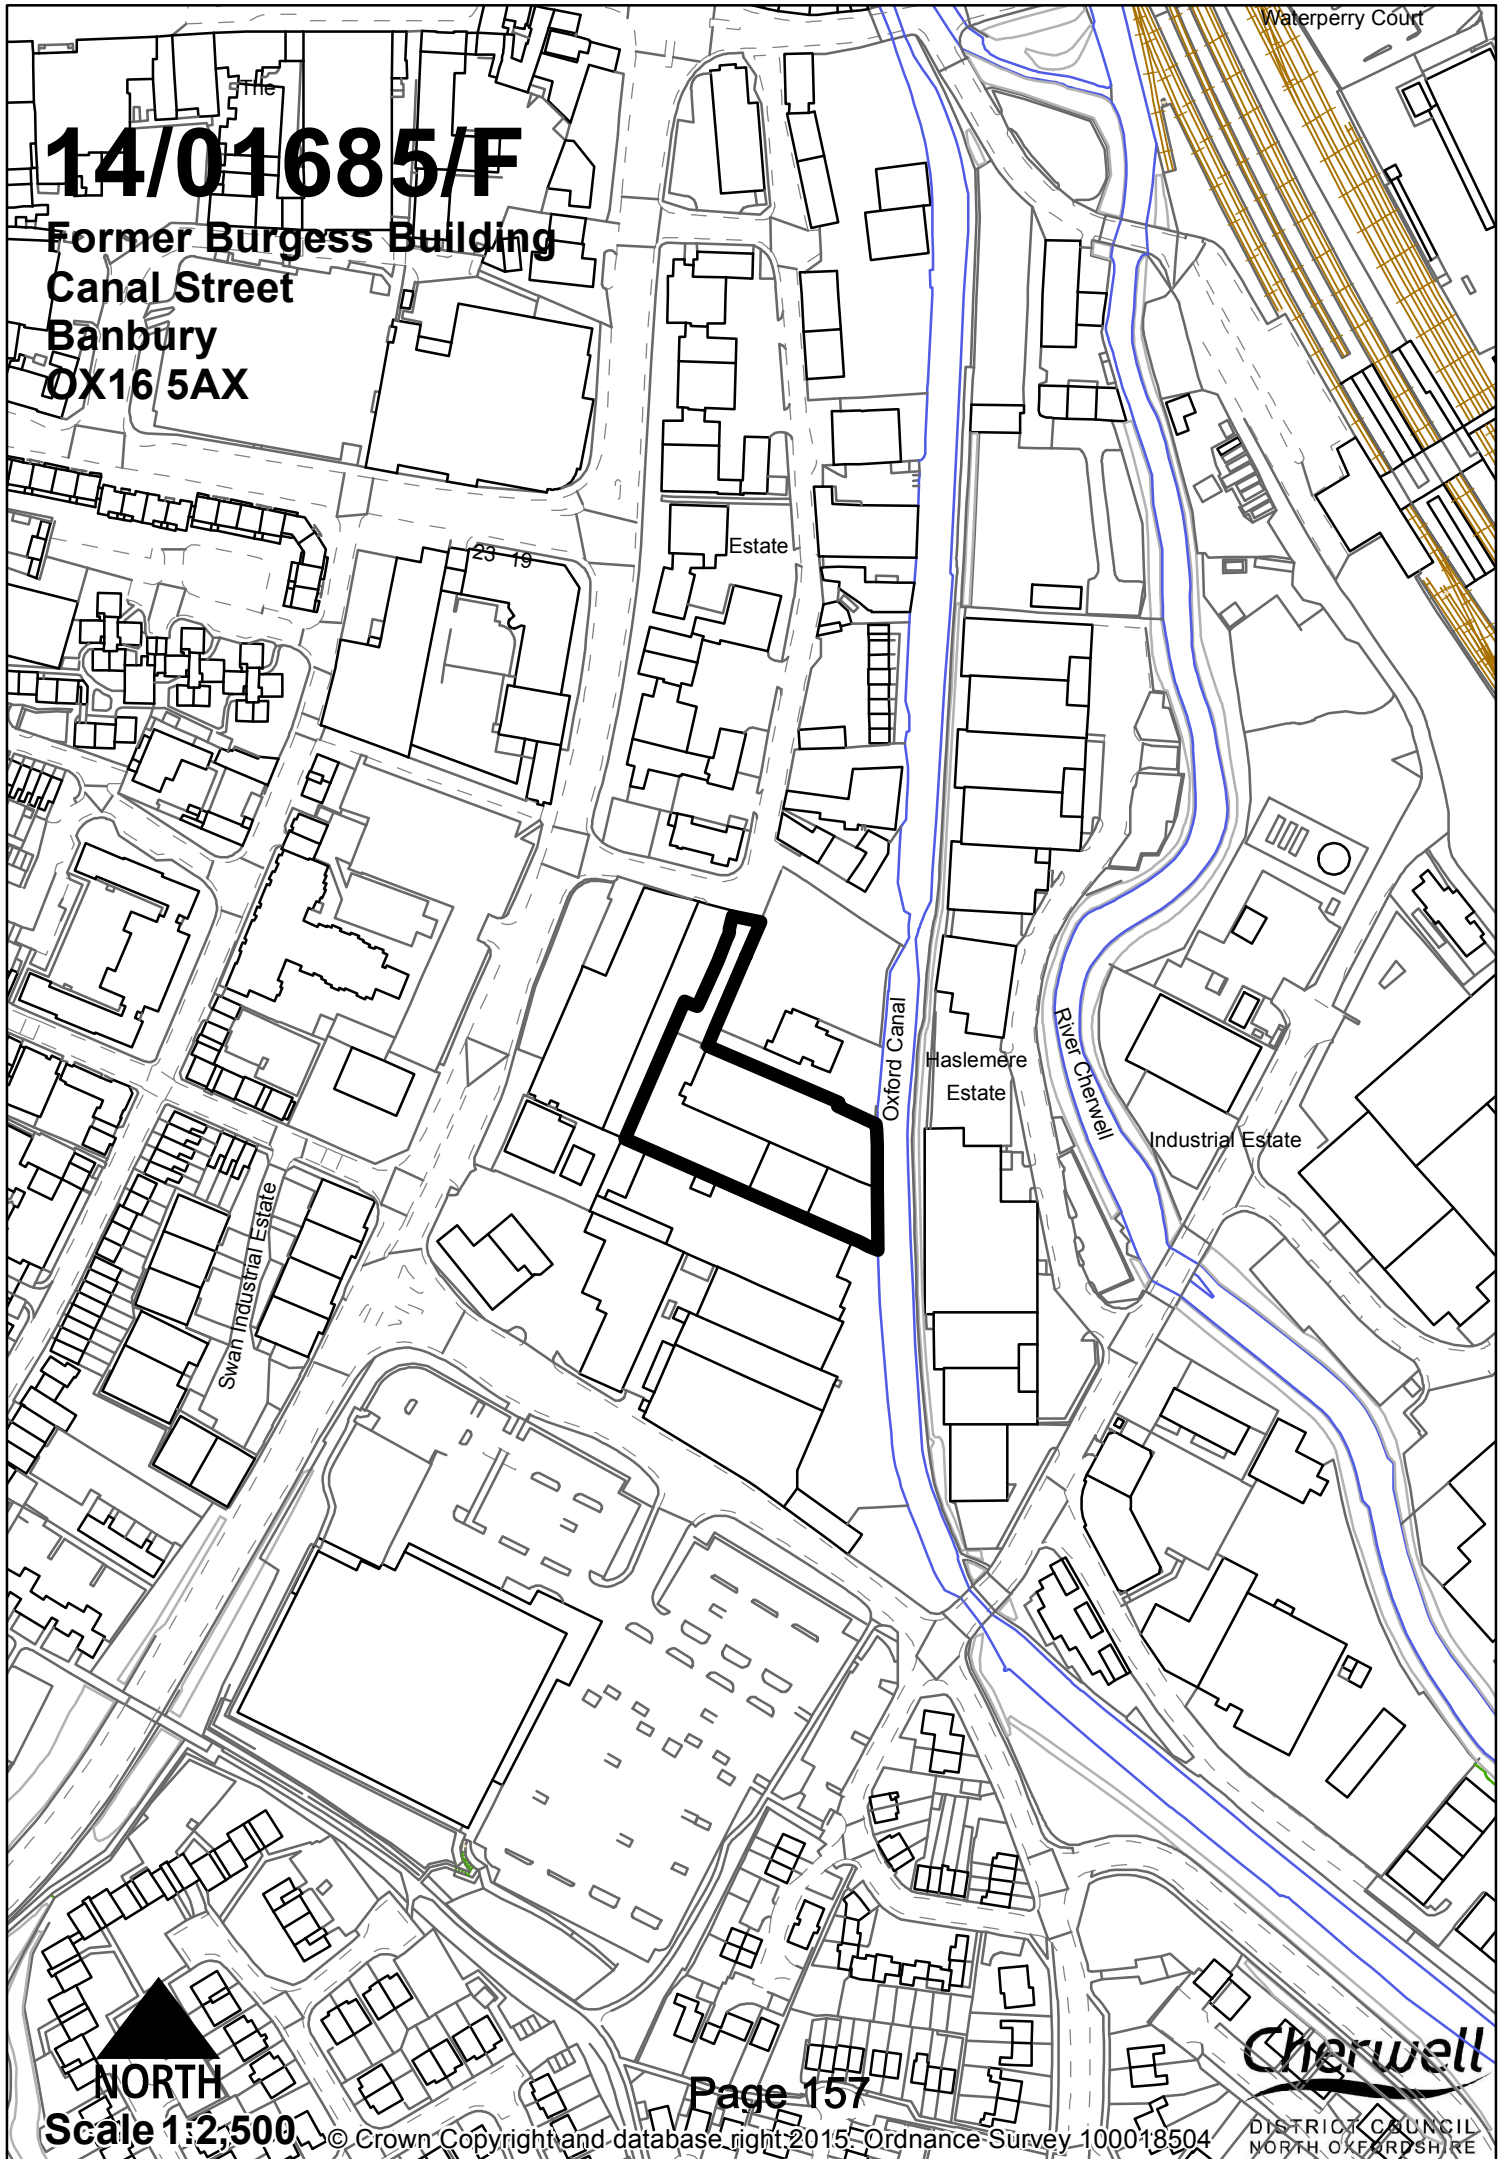 Waterperry Court
The
14/01685/F
Former Burgess Building
Canal Street
Banbury
OX16 5AX
23 19
Estate
Oxford Canal
Haslemere
Estate
River Cherwell
Industrial Estate
Swan Industrial Estate
NORTH
Scale 1:2,500
Page 157
© Crown Copyright and database right 2015. Ordnance Survey 100018504
Cherwell
DISTRICT COUNCIL
NORTH OXFORDSHIRE